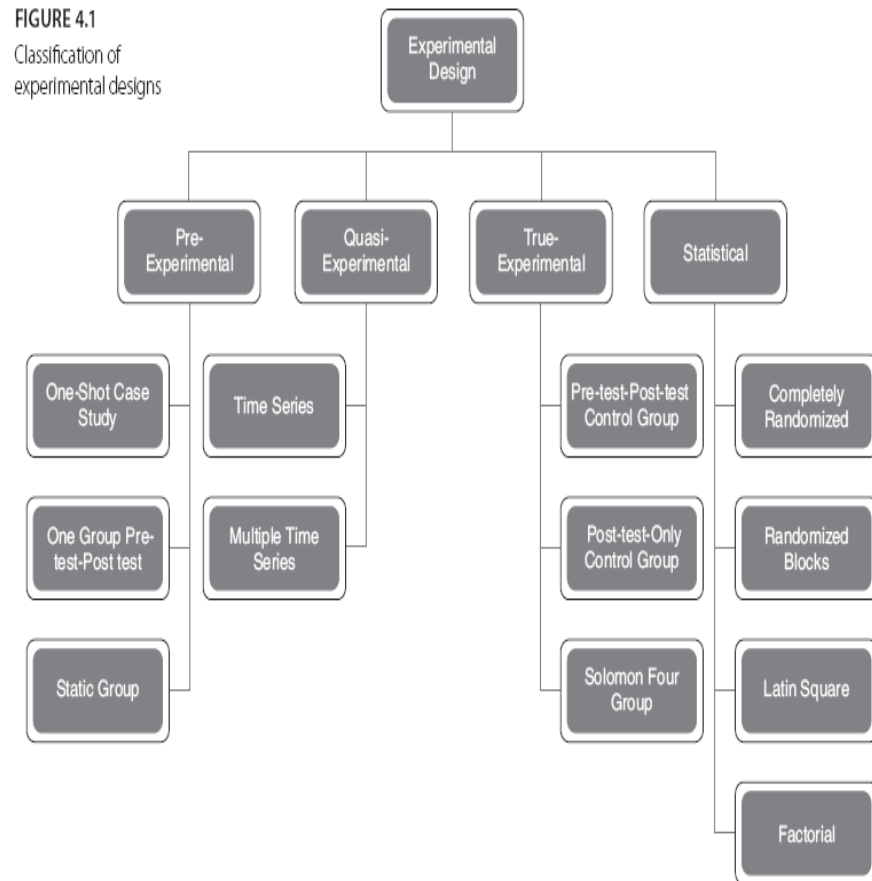 FIGURE 4.1
Classification of
experimental designs
Experimental
Design
Pre-
Experimental
Quasi-
Experimental
True-
Experimental
Statistical
One-Shot Case
Study
Time Series
Pre-test-Post-test
Control Group
Completely
Randomized
One Group Pre-
test-Post test
Multiple Time
Series
Post-test-Only
Control Group
Randomized
Blocks
Static Group
Solomon Four
Group
Latin Square
Factorial